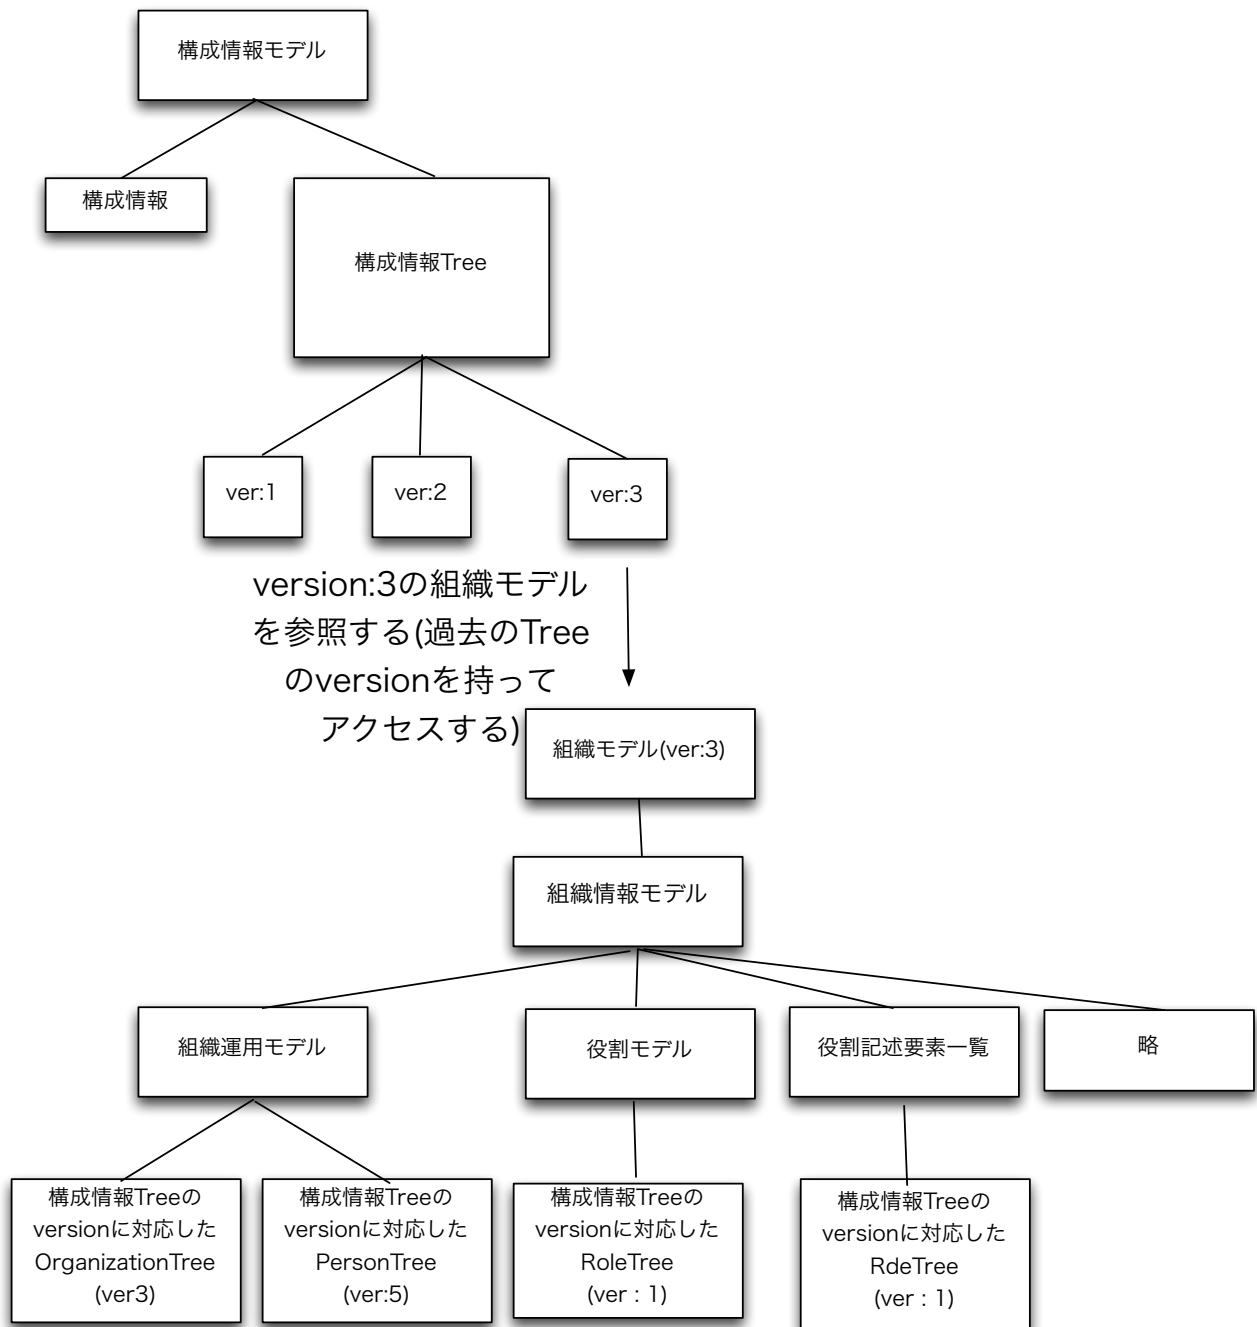 構成情報モデル
構成情報
構成情報Tree
ver:1
ver:2
ver:3
version:3の組織モデル
を参照する(過去のTree
のversionを持って
アクセスする)
組織モデル(ver:3)
組織情報モデル
組織運用モデル
役割モデル
役割記述要素一覧
略
構成情報Treeの
versionに対応した
OrganizationTree
(ver3)
構成情報Treeの
versionに対応した
PersonTree
(ver:5)
構成情報Treeの
versionに対応した
RoleTree
(ver : 1)
構成情報Treeの
versionに対応した
RdeTree
(ver : 1)